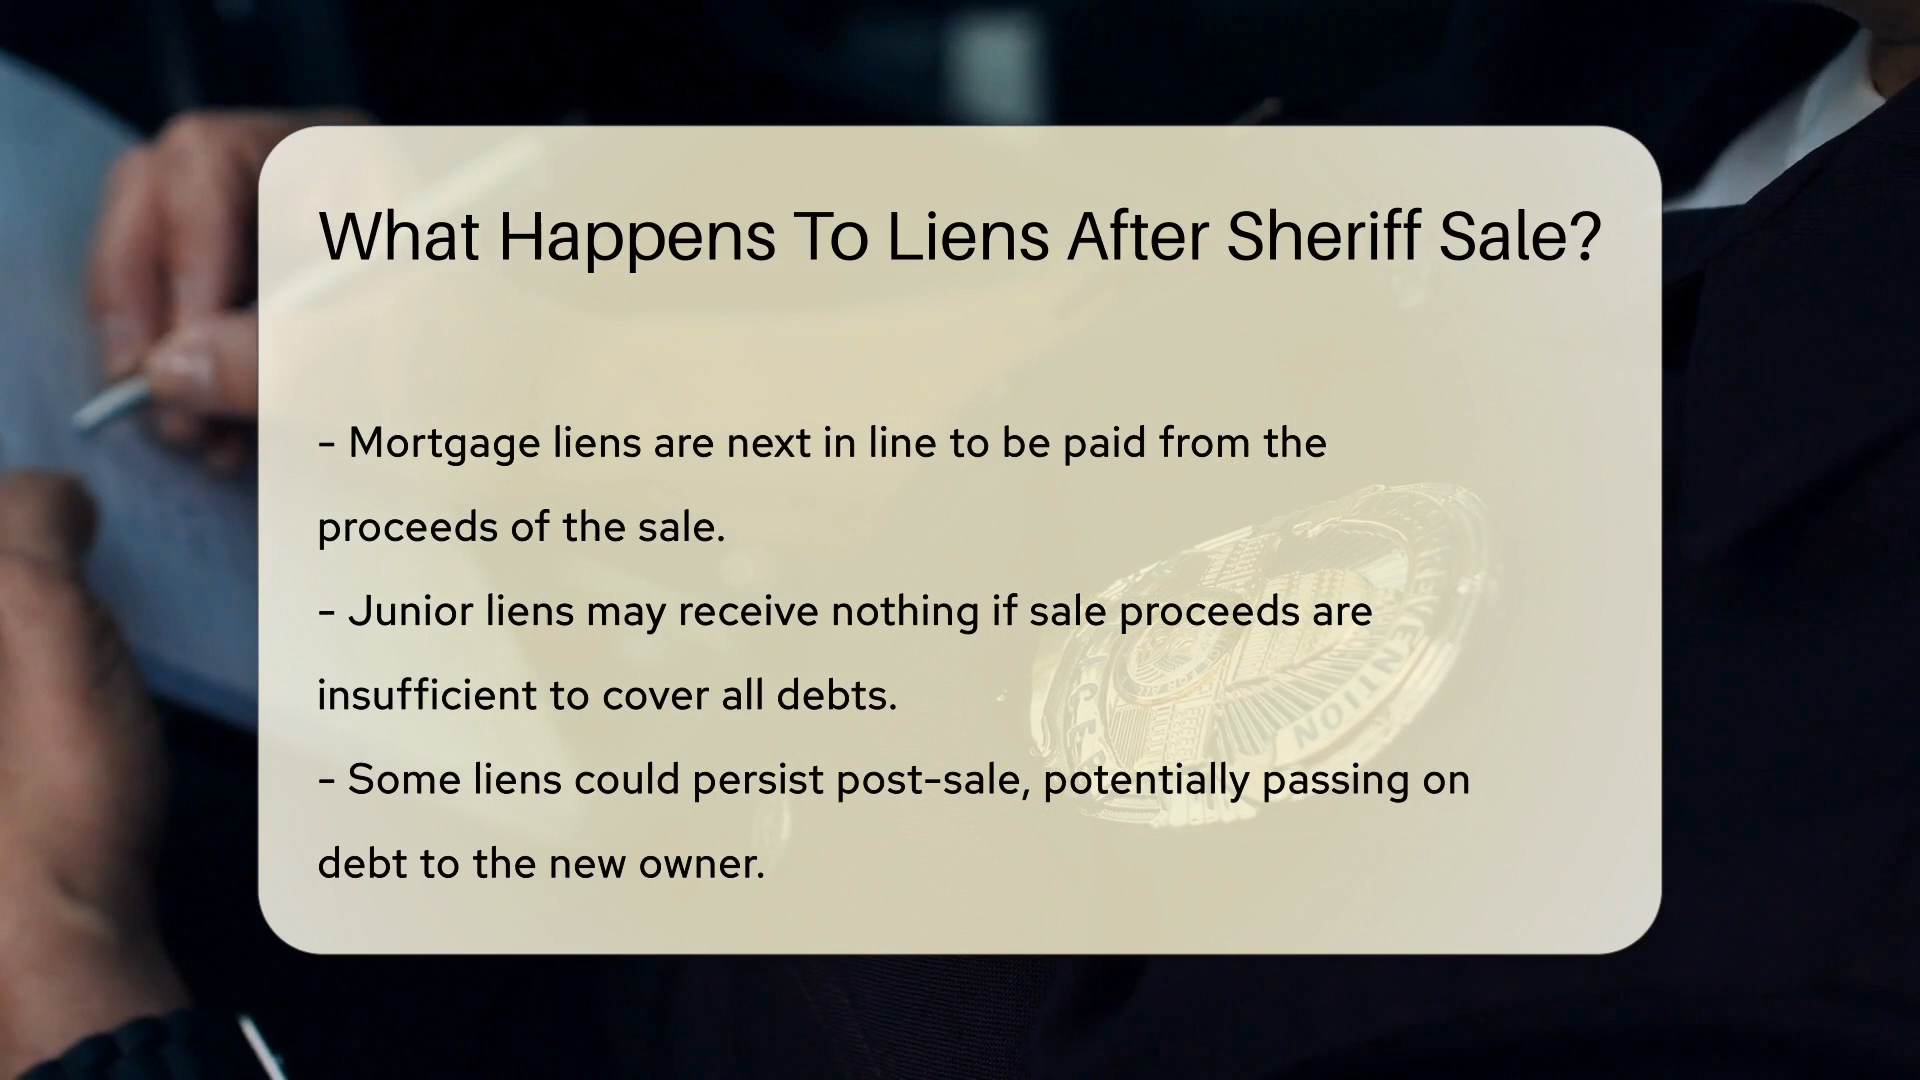 What Happens To Liens After Sheriff Sale?
- Mortgage liens are next in line to be paid from the
proceeds of the sale.
- Junior liens may receive nothing if sale proceeds are
insufficient to cover all debts.
- Some liens could persist post-sale, potentially passing on
debt to the new owner.